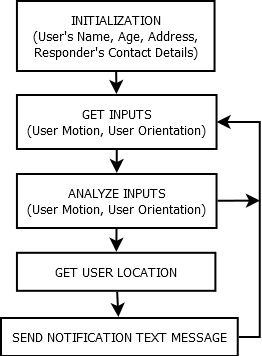 INITIALIZATION
(User's Name, Age, Address,
Responder's Contact Details)
GET INPUTS
(User Motion, User Orientation)
ANALYZE INPUTS
(User Motion, User Orientation)
GET USER LOCATION
SEND NOTIFICATION TEXT MESSAGE